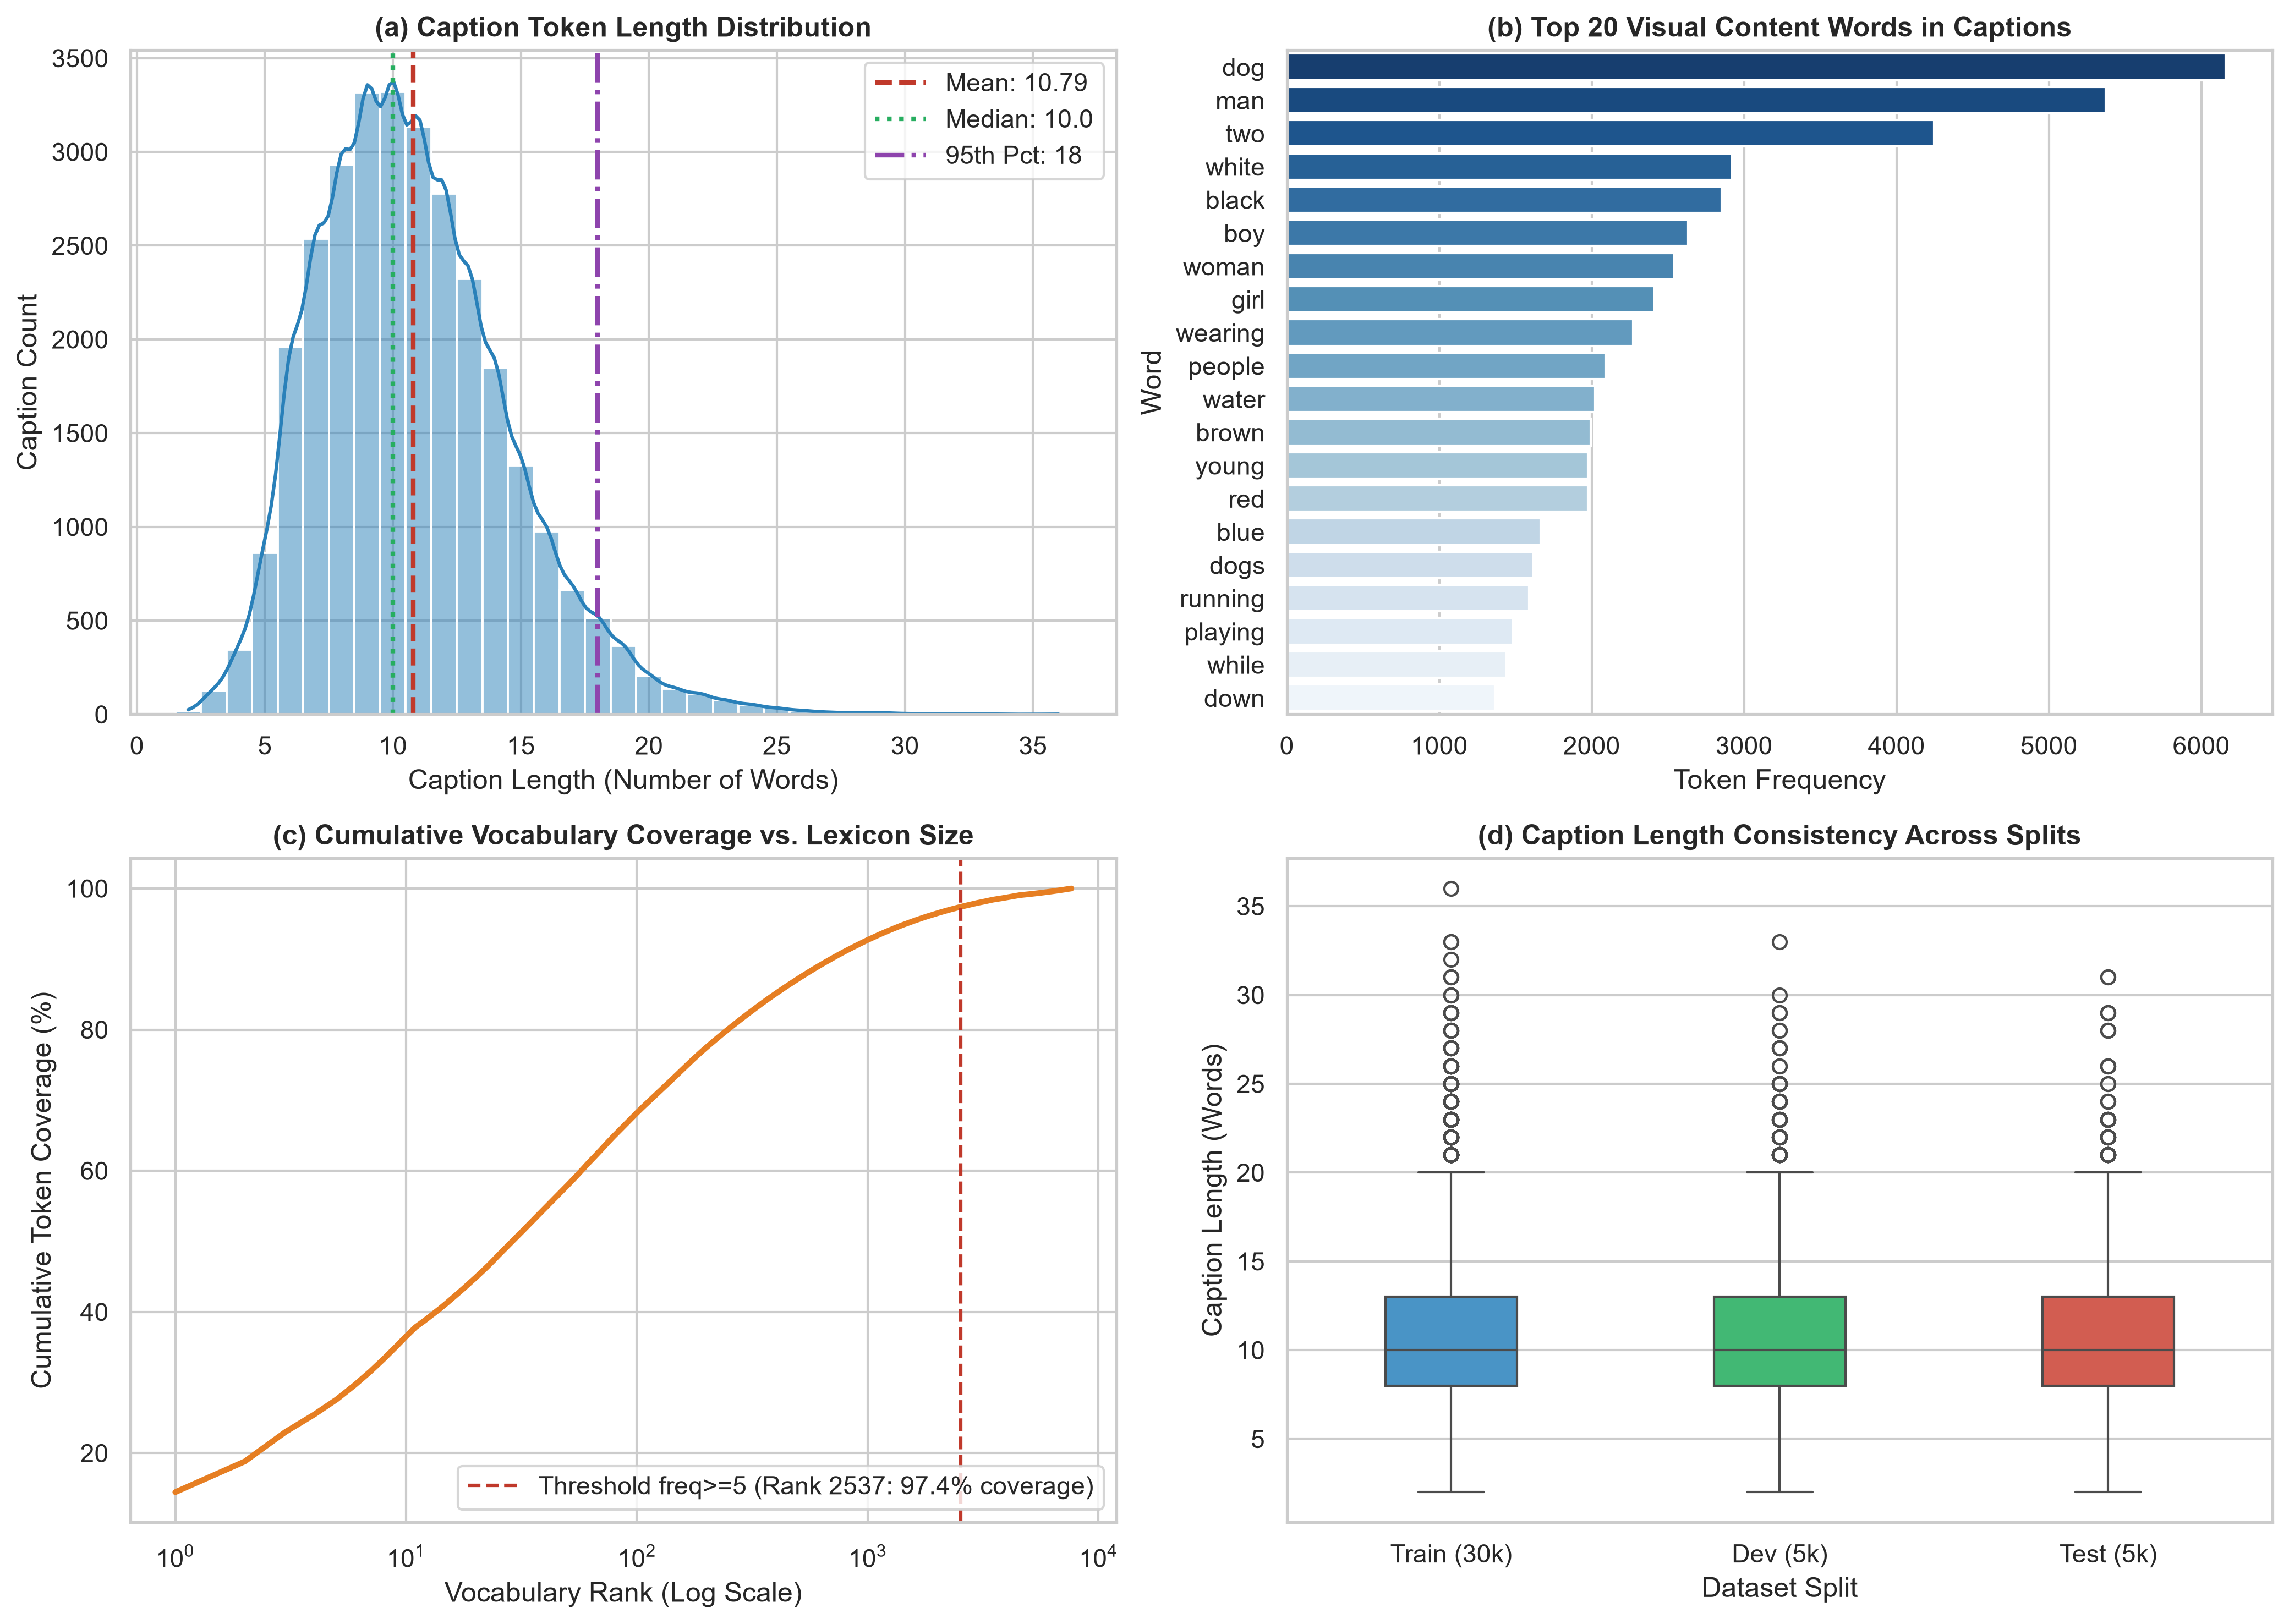 (a) Caption Token Length Distribution
3500
3000
2500
2000
1500
1000
500
0
Caption Count
Mean: 10.79
Median: 10.0
95th Pct: 18
0 5 10 15 20 25 30 35
Caption Length (Number of Words)
(b) Top 20 Visual Content Words in Captions
Word
dog
man
two
white
black
boy
woman
girl
wearing
people
water
brown
young
red
blue
dogs
running
playing
while
down
0 1000 2000 3000 4000 5000 6000
Token Frequency
(c) Cumulative Vocabulary Coverage vs. Lexicon Size
100
80
60
40
20
Cumulative Token Coverage (%)
Threshold freq>=5 (Rank 2537: 97.4% coverage)
10⁰ 10¹ 10² 10³ 10⁴
Vocabulary Rank (Log Scale)
(d) Caption Length Consistency Across Splits
35
30
25
20
15
10
5
Caption Length (Words)
Train (30k) Dev (5k) Test (5k)
Dataset Split